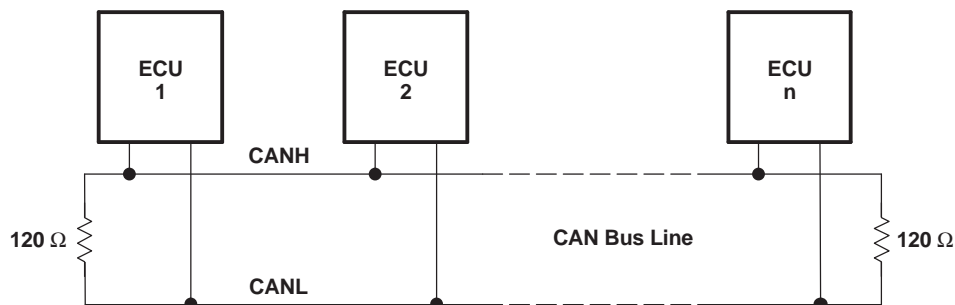 ECU
1
ECU
2
ECU
n
CANH
120 Ω
CAN Bus Line
120 Ω
CANL